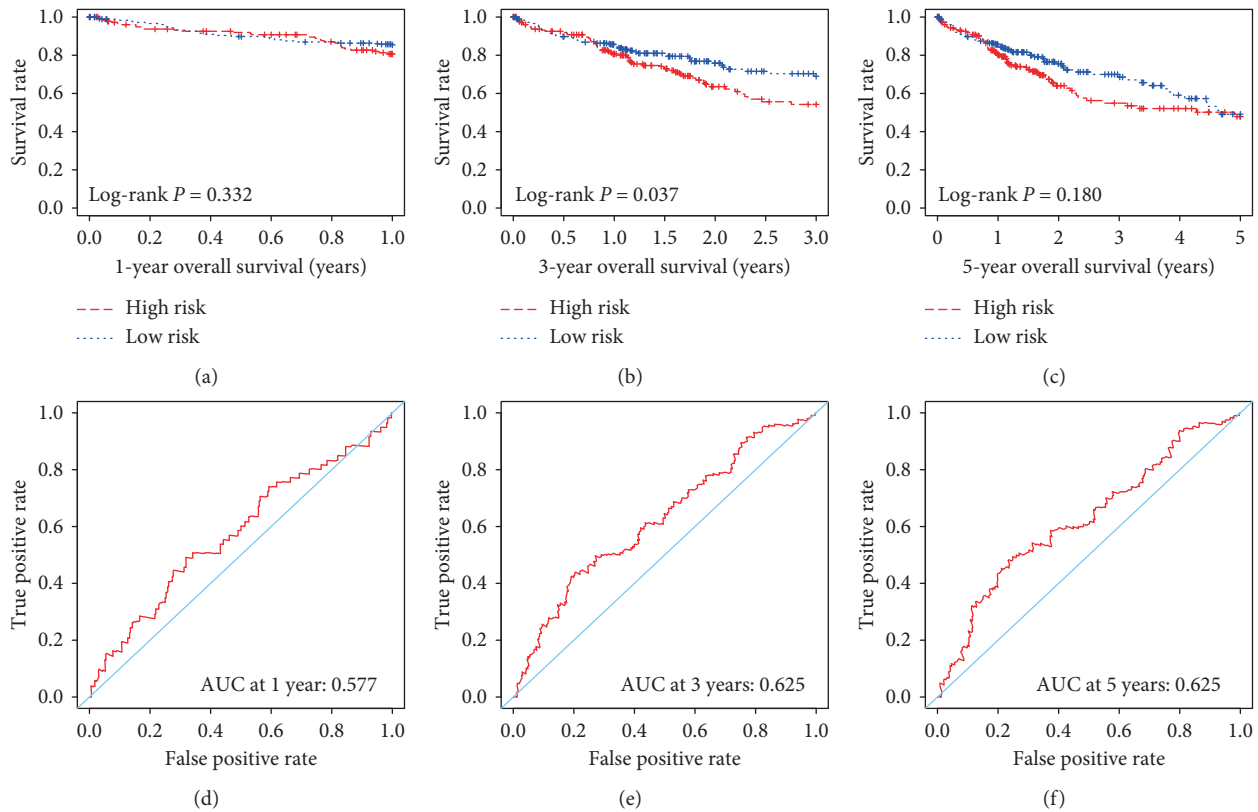 Survival rate
1.0
0.8
0.6
0.4
0.2
0.0
Log-rank P = 0.332
0.0 0.2 0.4 0.6 0.8 1.0
1-year overall survival (years)
High risk
Low risk
(a)
Survival rate
1.0
0.8
0.6
0.4
0.2
0.0
Log-rank P = 0.037
0.0 0.5 1.0 1.5 2.0 2.5 3.0
3-year overall survival (years)
High risk
Low risk
(b)
Survival rate
1.0
0.8
0.6
0.4
0.2
0.0
Log-rank P = 0.180
0 1 2 3 4 5
5-year overall survival (years)
High risk
Low risk
(c)
True positive rate
1.0
0.8
0.6
0.4
0.2
0.0
AUC at 1 year: 0.577
0.0 0.2 0.4 0.6 0.8 1.0
False positive rate
(d)
True positive rate
1.0
0.8
0.6
0.4
0.2
0.0
AUC at 3 years: 0.625
0.0 0.2 0.4 0.6 0.8 1.0
False positive rate
(e)
True positive rate
1.0
0.8
0.6
0.4
0.2
0.0
AUC at 5 years: 0.625
0.0 0.2 0.4 0.6 0.8 1.0
False positive rate
(f)